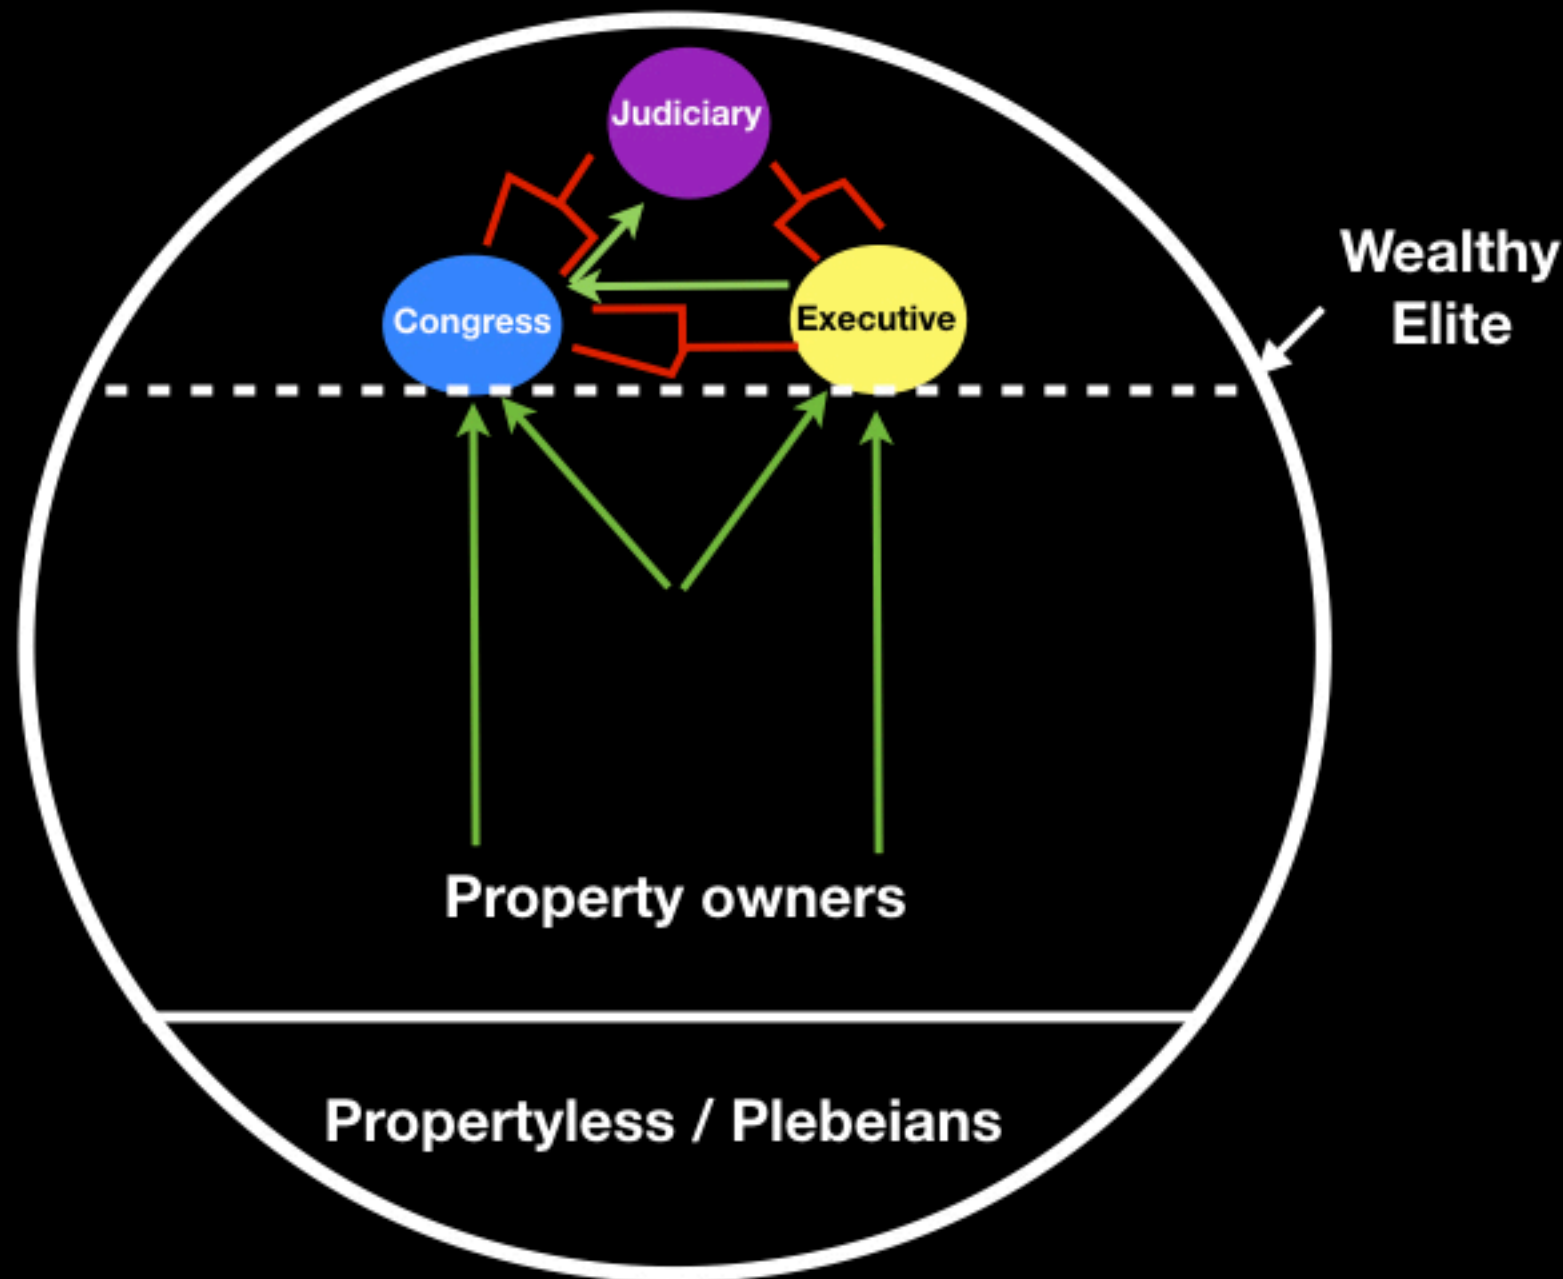 Judiciary
Wealthy
Elite
Congress
Executive
Property owners
Propertyless / Plebeians